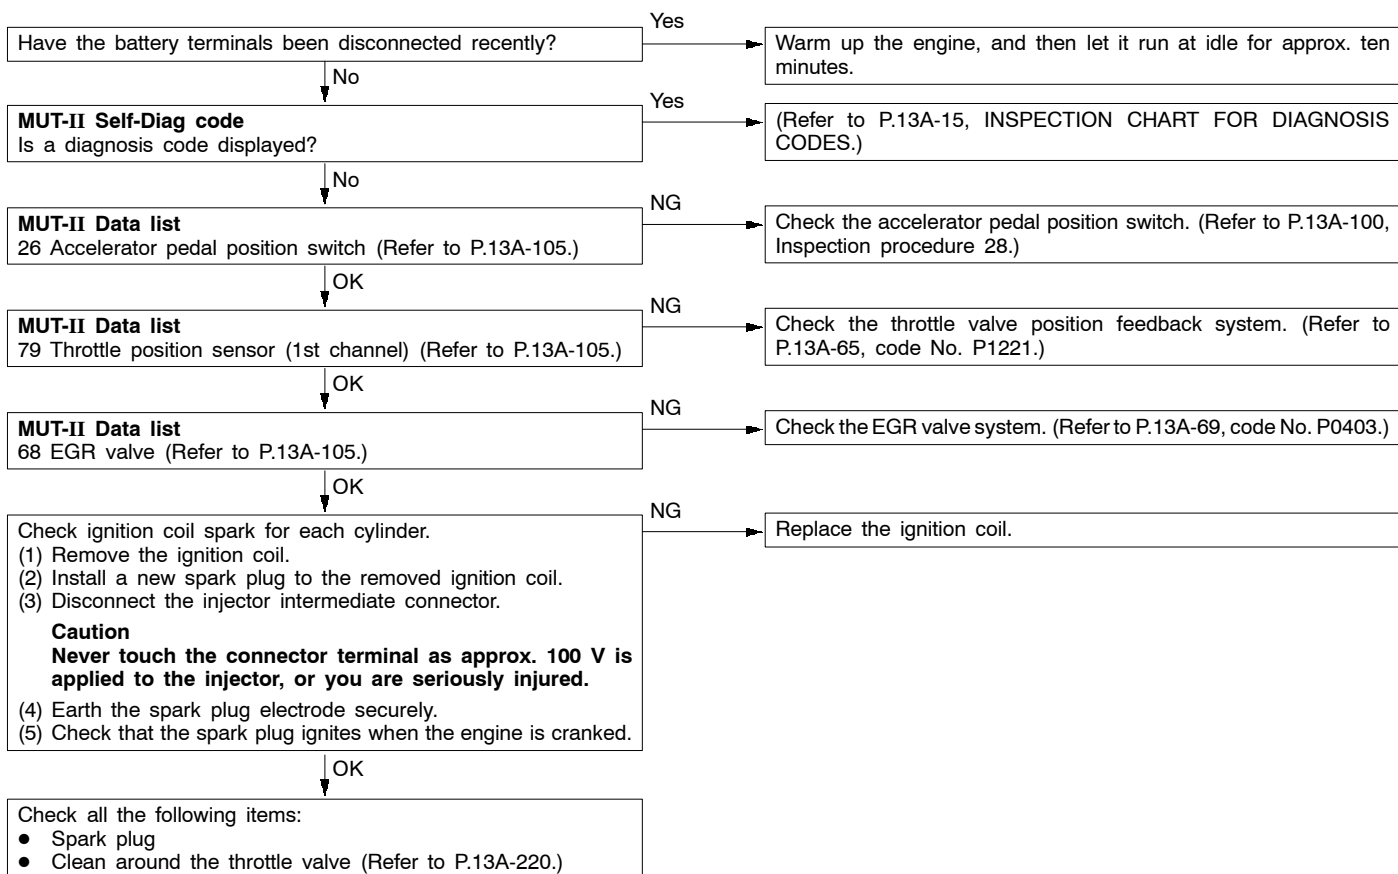 Have the battery terminals been disconnected recently?
Yes
Warm up the engine, and then let it run at idle for approx. ten
minutes.
No
MUT-II Self-Diag code
Is a diagnosis code displayed?
Yes
(Refer to P.13A-15, INSPECTION CHART FOR DIAGNOSIS
CODES.)
No
MUT-II Data list
26 Accelerator pedal position switch (Refer to P.13A-105.)
NG
Check the accelerator pedal position switch. (Refer to P.13A-100,
Inspection procedure 28.)
OK
MUT-II Data list
79 Throttle position sensor (1st channel) (Refer to P.13A-105.)
NG
Check the throttle valve position feedback system. (Refer to
P.13A-65, code No. P1221.)
OK
MUT-II Data list
68 EGR valve (Refer to P.13A-105.)
NG
Check the EGR valve system. (Refer to P.13A-69, code No. P0403.)
OK
Check ignition coil spark for each cylinder.
(1) Remove the ignition coil.
(2) Install a new spark plug to the removed ignition coil.
(3) Disconnect the injector intermediate connector.
Caution
Never touch the connector terminal as approx. 100 V is
applied to the injector, or you are seriously injured.
(4) Earth the spark plug electrode securely.
(5) Check that the spark plug ignites when the engine is cranked.
NG
Replace the ignition coil.
OK
Check all the following items:
● Spark plug
● Clean around the throttle valve (Refer to P.13A-220.)